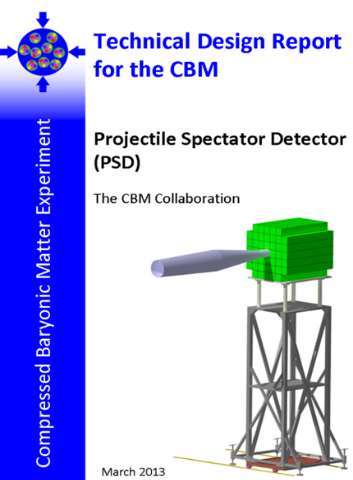 Technical Design Report
for the CBM
Projectile Spectator Detector
(PSD)
The CBM Collaboration
Compressed Baryonic Matter Experiment
March 2013